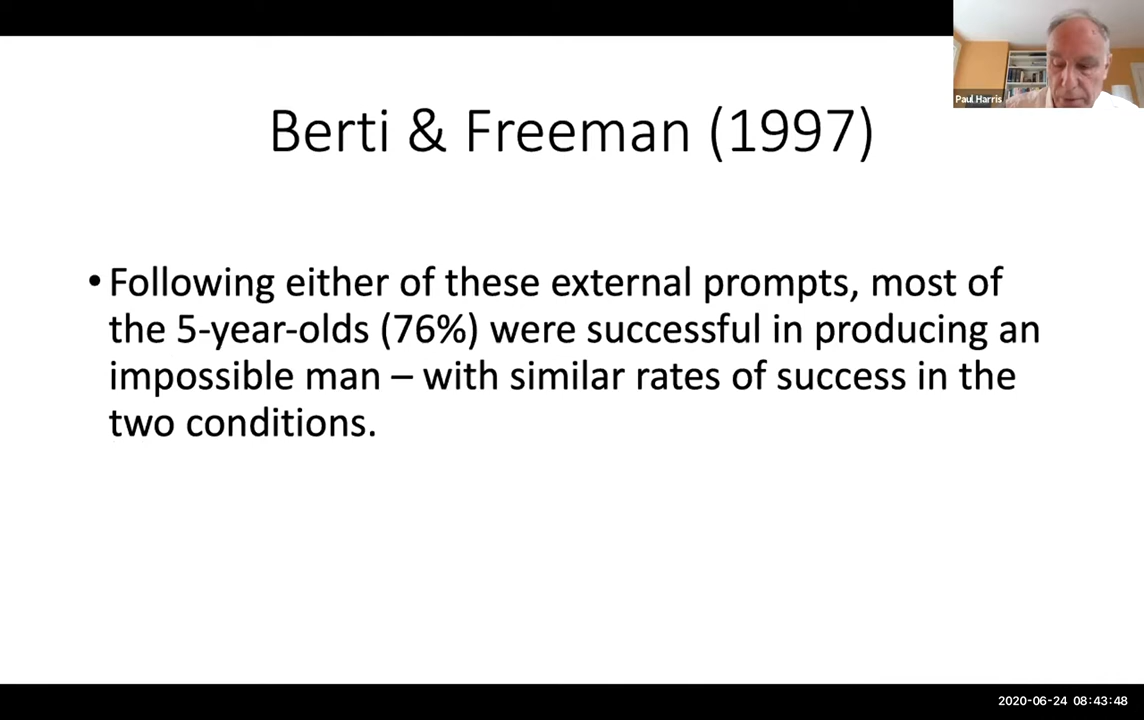 Paul Harris
Berti & Freeman (1997)
• Following either of these external prompts, most of
the 5-year-olds (76%) were successful in producing an
impossible man – with similar rates of success in the
two conditions.
2020-06-24 08:43:48